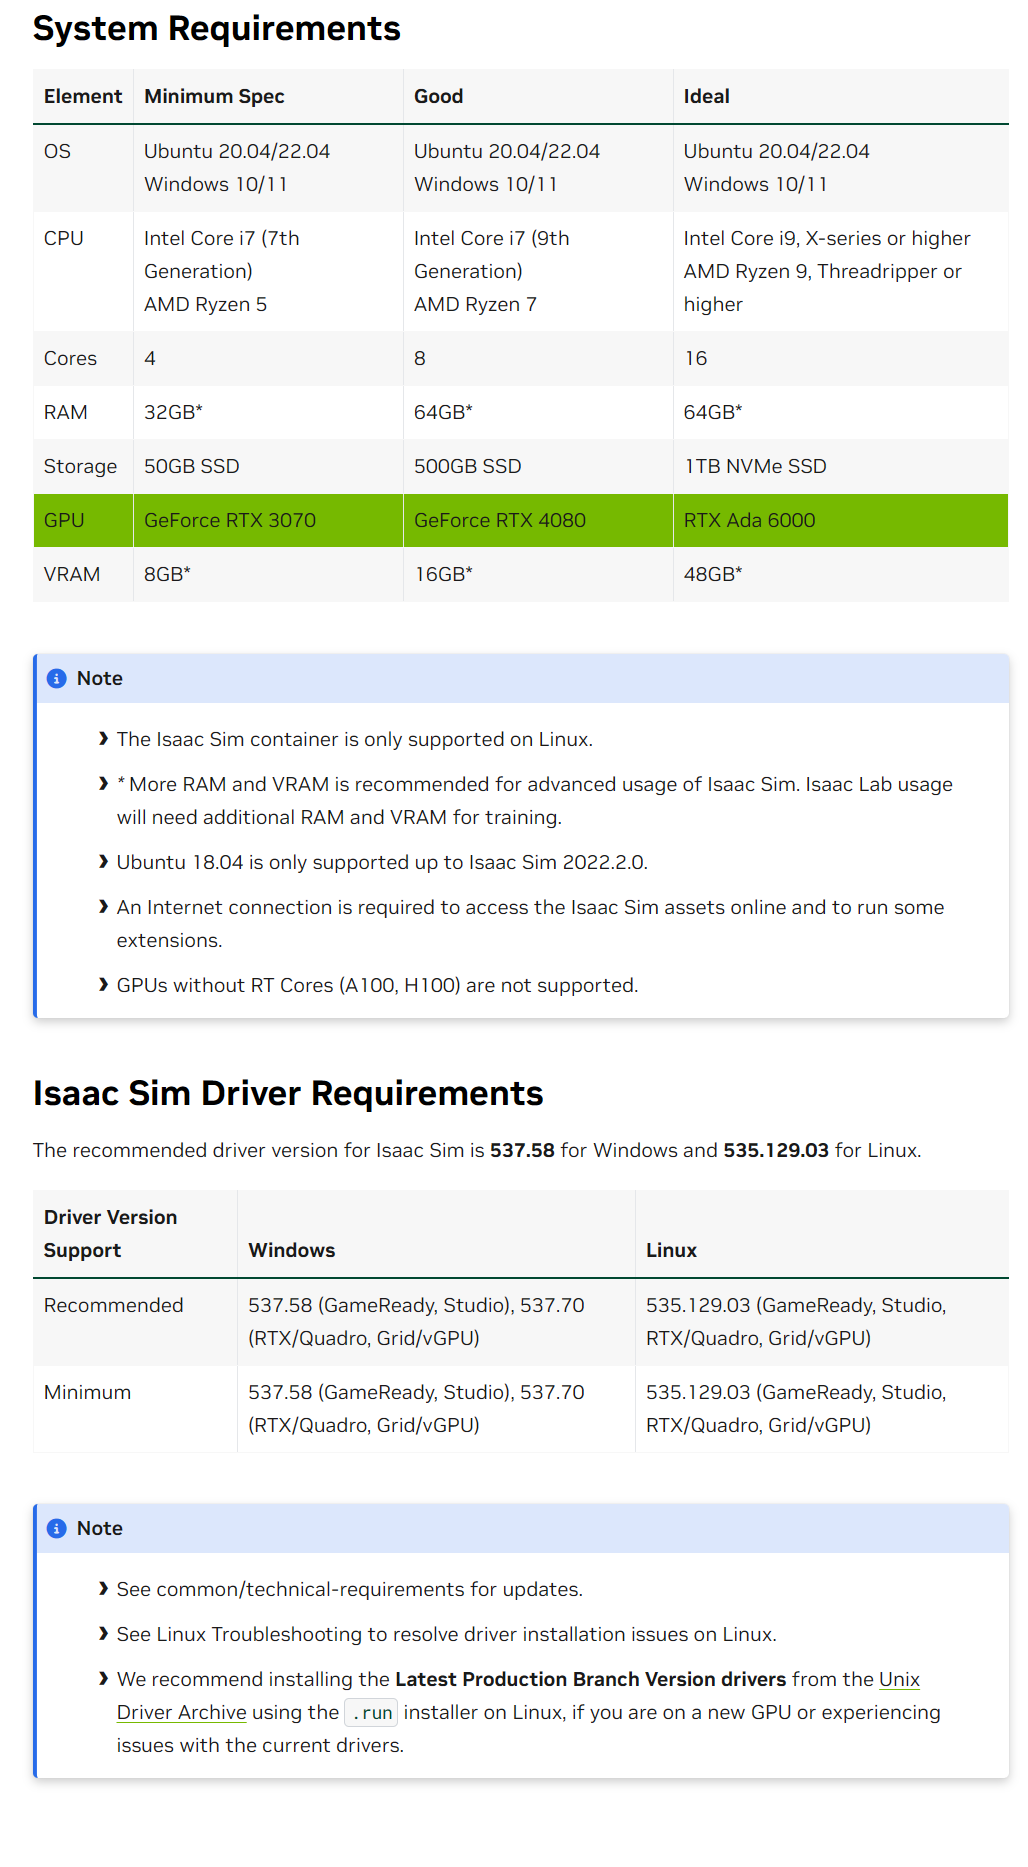 System Requirements
Element Minimum Spec Good Ideal
OS Ubuntu 20.04/22.04 Ubuntu 20.04/22.04 Ubuntu 20.04/22.04
Windows 10/11 Windows 10/11 Windows 10/11
CPU Intel Core i7 (7th Intel Core i7 (9th Intel Core i9, X-series or higher
Generation) Generation) AMD Ryzen 9, Threadripper or
AMD Ryzen 5 AMD Ryzen 7 higher
Cores 4 8 16
RAM 32GB* 64GB* 64GB*
Storage 50GB SSD 500GB SSD 1TB NVMe SSD
GPU GeForce RTX 3070 GeForce RTX 4080 RTX Ada 6000
VRAM 8GB* 16GB* 48GB*
Note
❯ The Isaac Sim container is only supported on Linux.
❯ * More RAM and VRAM is recommended for advanced usage of Isaac Sim. Isaac Lab usage
will need additional RAM and VRAM for training.
❯ Ubuntu 18.04 is only supported up to Isaac Sim 2022.2.0.
❯ An Internet connection is required to access the Isaac Sim assets online and to run some
extensions.
❯ GPUs without RT Cores (A100, H100) are not supported.
Isaac Sim Driver Requirements
The recommended driver version for Isaac Sim is 537.58 for Windows and 535.129.03 for Linux.
Driver Version
Support Windows Linux
Recommended 537.58 (GameReady, Studio), 537.70 535.129.03 (GameReady, Studio,
(RTX/Quadro, Grid/vGPU) RTX/Quadro, Grid/vGPU)
Minimum 537.58 (GameReady, Studio), 537.70 535.129.03 (GameReady, Studio,
(RTX/Quadro, Grid/vGPU) RTX/Quadro, Grid/vGPU)
Note
❯ See common/technical-requirements for updates.
❯ See Linux Troubleshooting to resolve driver installation issues on Linux.
❯ We recommend installing the Latest Production Branch Version drivers from the Unix
Driver Archive using the .run installer on Linux, if you are on a new GPU or experiencing
issues with the current drivers.